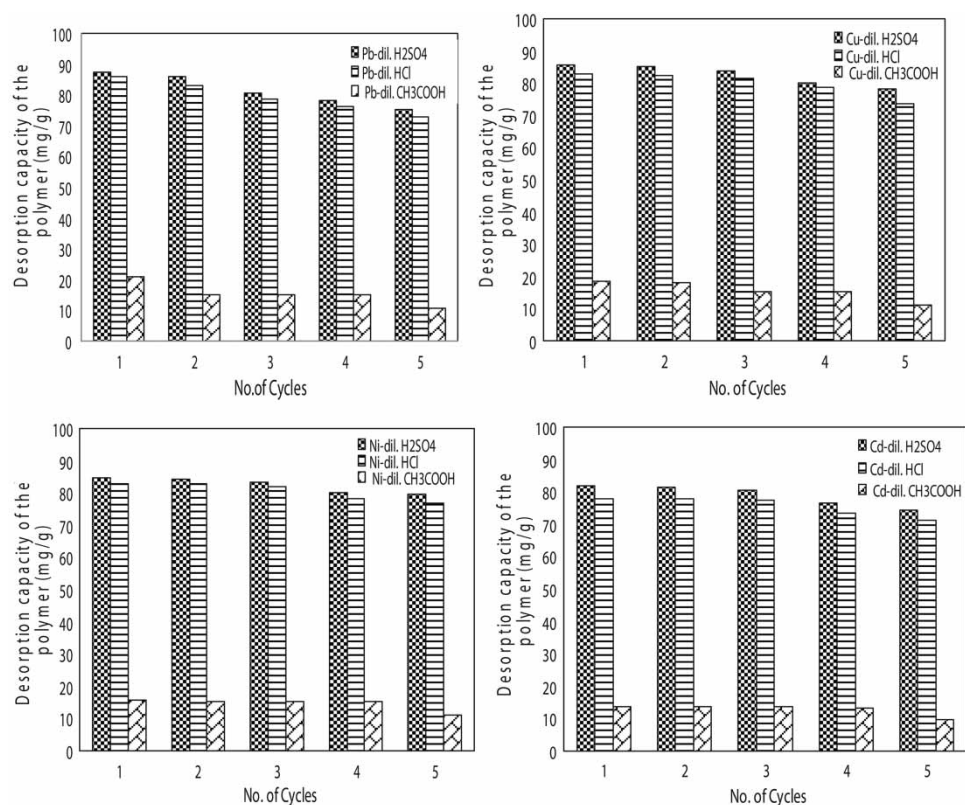 100
90
80
70
60
50
40
30
20
10
0
Desorption capacity of the
polymer (mg/g)
Pb-dil. H2SO4
Pb-dil. HCl
Pb-dil. CH3COOH
1 2 3 4 5
No.of Cycles
100
90
80
70
60
50
40
30
20
10
0
Desorption capacity of the
polymer (mg/g)
Cu-dil. H2SO4
Cu-dil. HCl
Cu-dil. CH3COOH
1 2 3 4 5
No. of Cycles
100
90
80
70
60
50
40
30
20
10
0
Desorption capacity of the
polymer (mg/g)
Ni-dil. H2SO4
Ni-dil. HCl
Ni-dil. CH3COOH
1 2 3 4 5
No. of Cycles
100
90
80
70
60
50
40
30
20
10
0
Desorption capacity of the
polymer (mg/g)
Cd-dil. H2SO4
Cd-dil. HCl
Cd-dil. CH3COOH
1 2 3 4 5
No. of Cycles